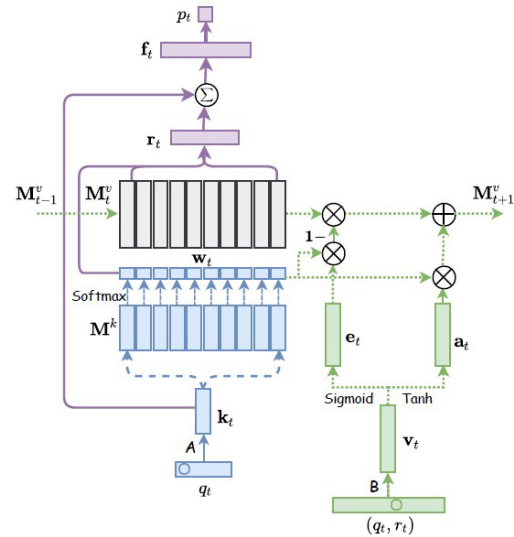 p_t
f_t
Σ
r_t
M^v_{t-1} M^v_t M^v_{t+1}
1−
w_t
Softmax
M^k
e_t a_t
Sigmoid Tanh
k_t
v_t
A
B
q_t
(q_t, r_t)